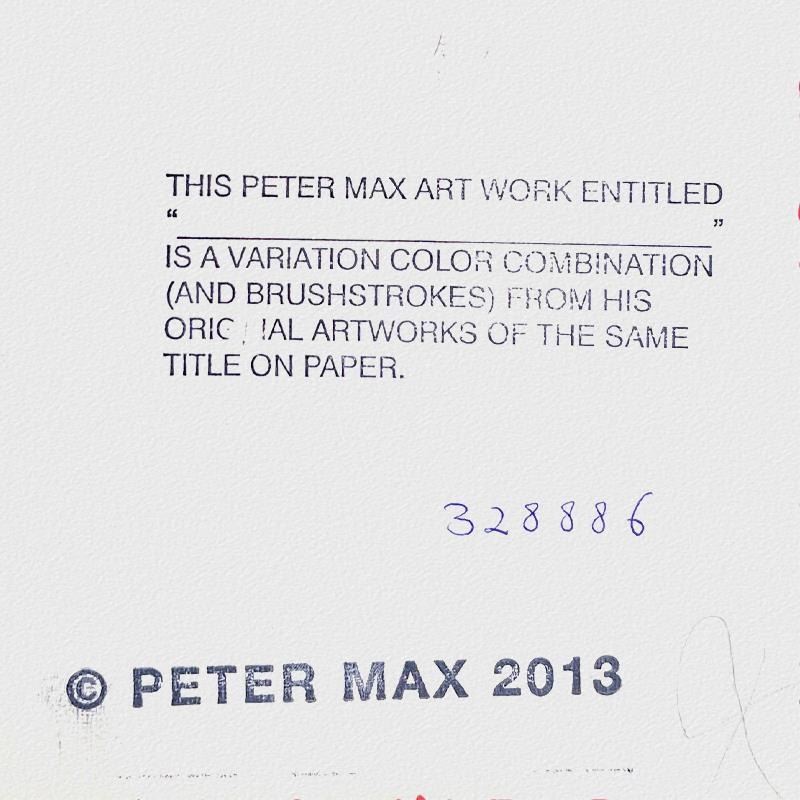 THIS PETER MAX ART WORK ENTITLED
“ ”
IS A VARIATION COLOR COMBINATION
(AND BRUSHSTROKES) FROM HIS
ORIGINAL ARTWORKS OF THE SAME
TITLE ON PAPER.
328886
© PETER MAX 2013